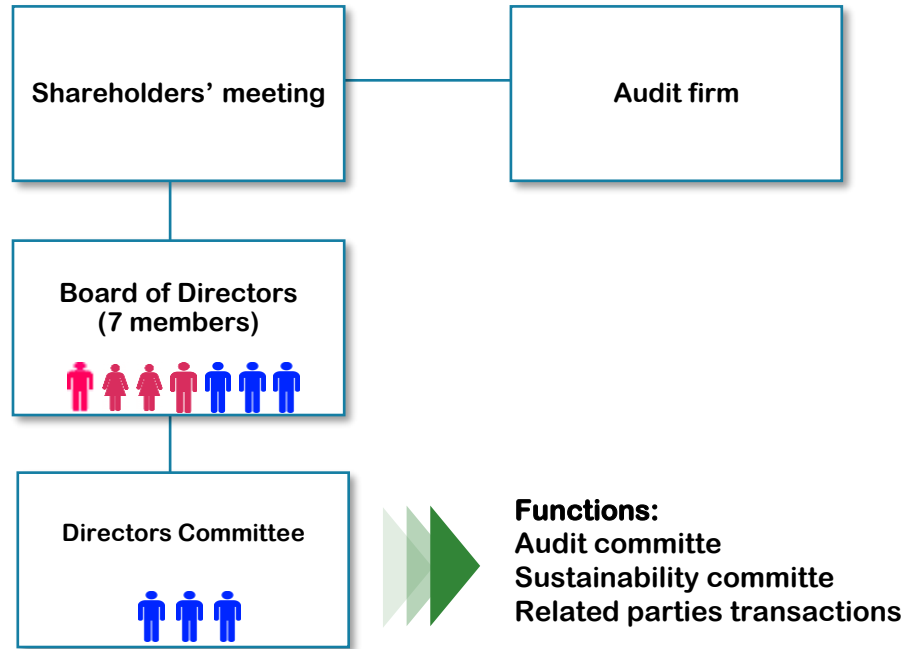 Shareholders’ meeting
Audit firm
Board of Directors
(7 members)
Directors Committee
Functions:
Audit committe
Sustainability committe
Related parties transactions